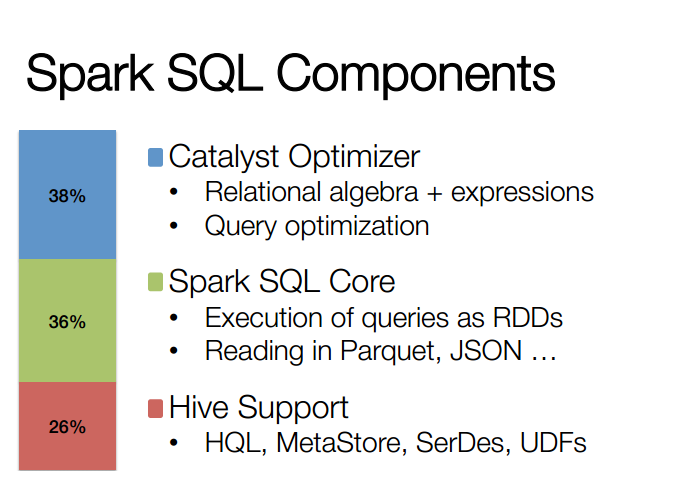 Spark SQL Components
38%
Catalyst Optimizer
• Relational algebra + expressions
• Query optimization
36%
Spark SQL Core
• Execution of queries as RDDs
• Reading in Parquet, JSON …
26%
Hive Support
• HQL, MetaStore, SerDes, UDFs